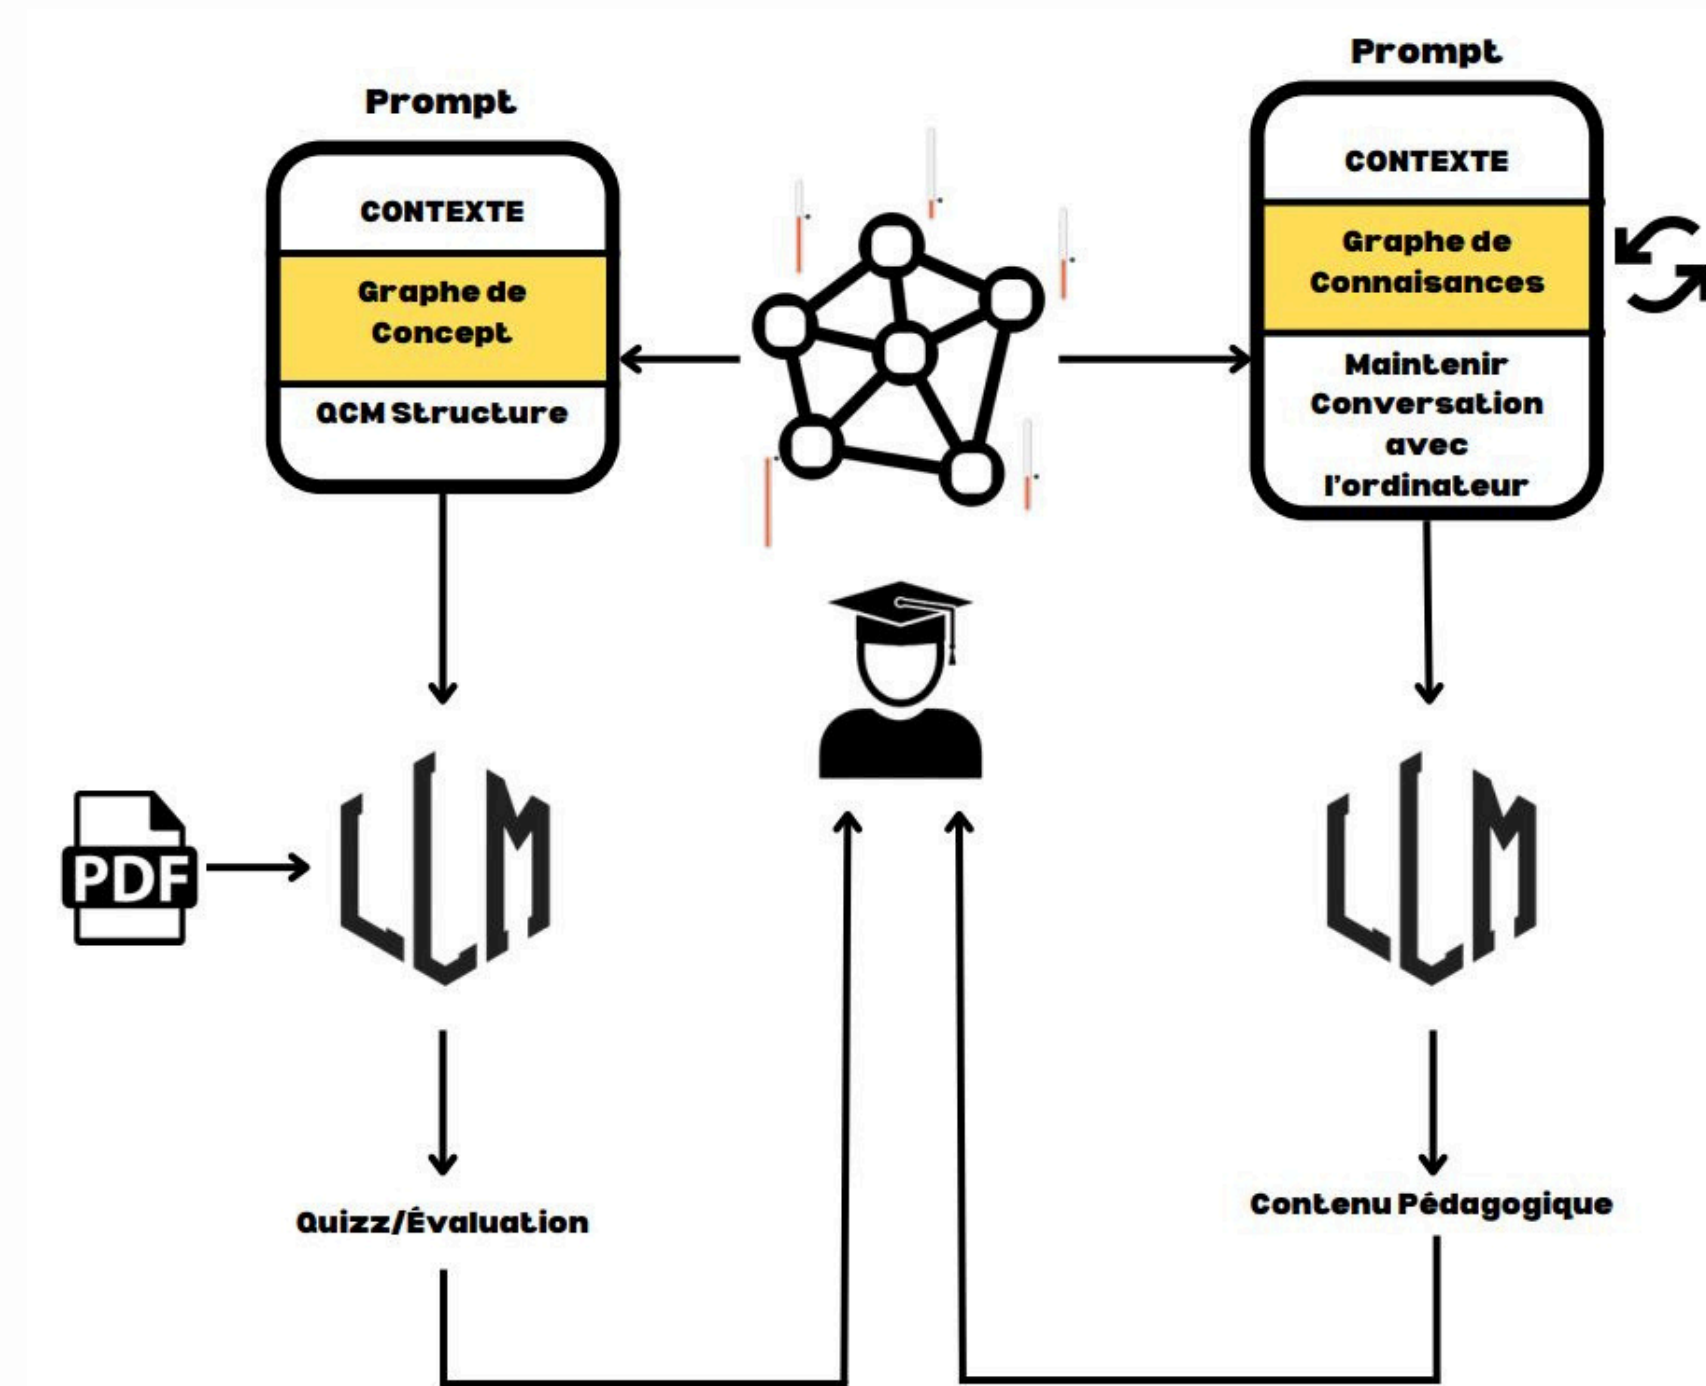 Prompt
CONTEXTE
Graphe de
Concept
QCM Structure
Prompt
CONTEXTE
Graphe de
Connaisances
Maintenir
Conversation
avec
l'ordinateur
PDF
LLM
LLM
Quizz/Évaluation
Contenu Pédagogique